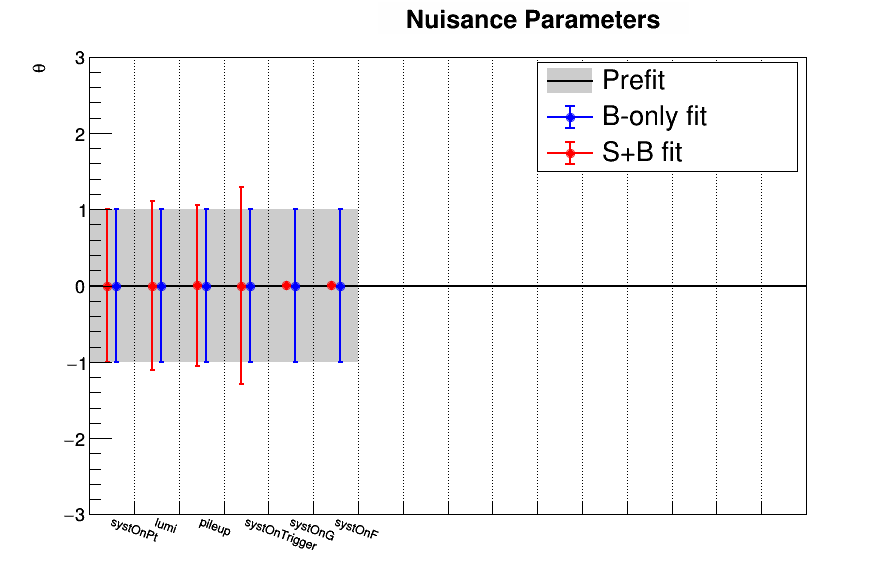 Nuisance Parameters
θ
3
2
1
0
−1
−2
−3
Prefit
B-only fit
S+B fit
systOnPt
lumi
pileup
systOnTrigger
systOnG
systOnF